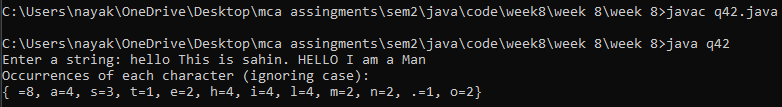 C:\Users\nayak\OneDrive\Desktop\mca assingments\sem2\java\code\week8\week 8\week 8>javac q42.java
C:\Users\nayak\OneDrive\Desktop\mca assingments\sem2\java\code\week8\week 8\week 8>java q42
Enter a string: hello This is sahin. HELLO I am a Man
Occurrences of each character (ignoring case):
{ =8, a=4, s=3, t=1, e=2, h=4, i=4, l=4, m=2, n=2, .=1, o=2}